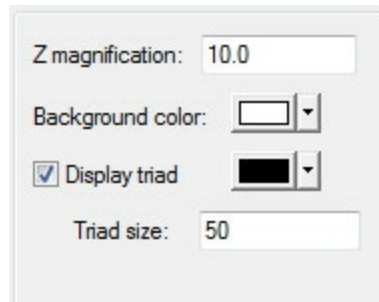 Z magnification: 10.0
Background color:
Display triad
Triad size: 50